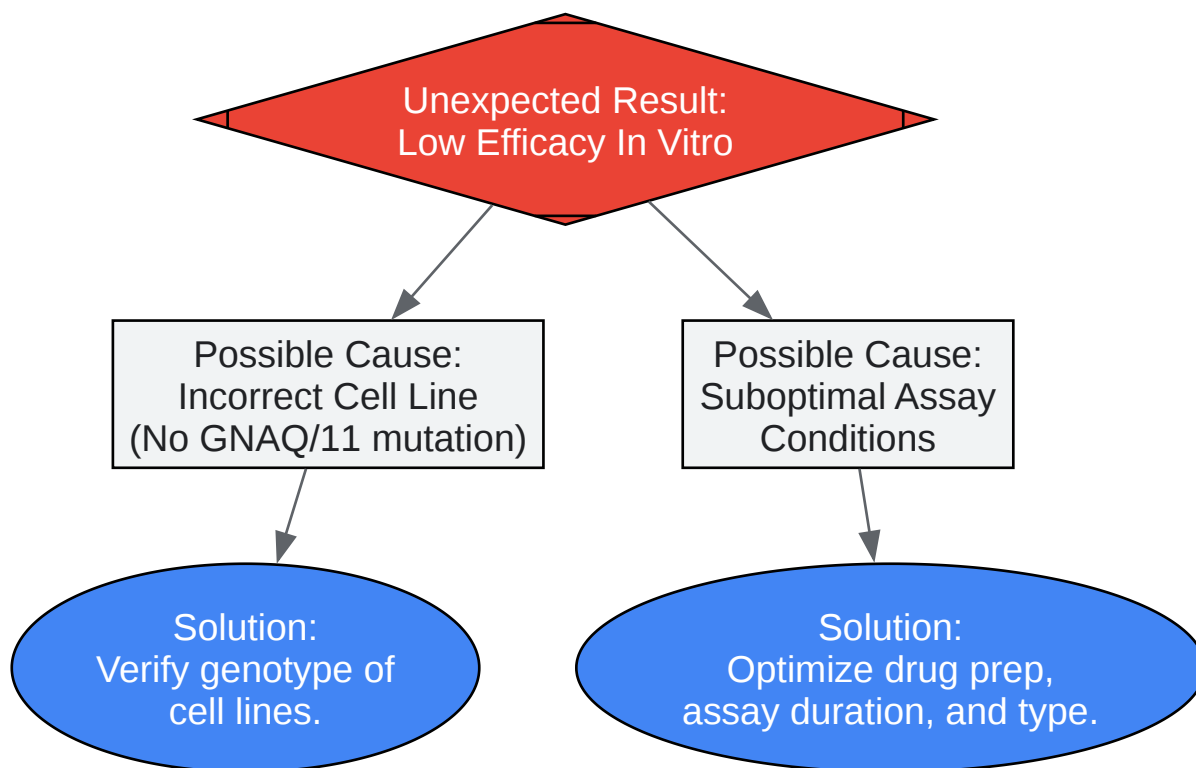 Unexpected Result:
Low Efficacy In Vitro
Possible Cause:
Incorrect Cell Line
(No GNAQ/11 mutation)
Possible Cause:
Suboptimal Assay
Conditions
Solution:
Verify genotype of
cell lines.
Solution:
Optimize drug prep,
assay duration, and type.